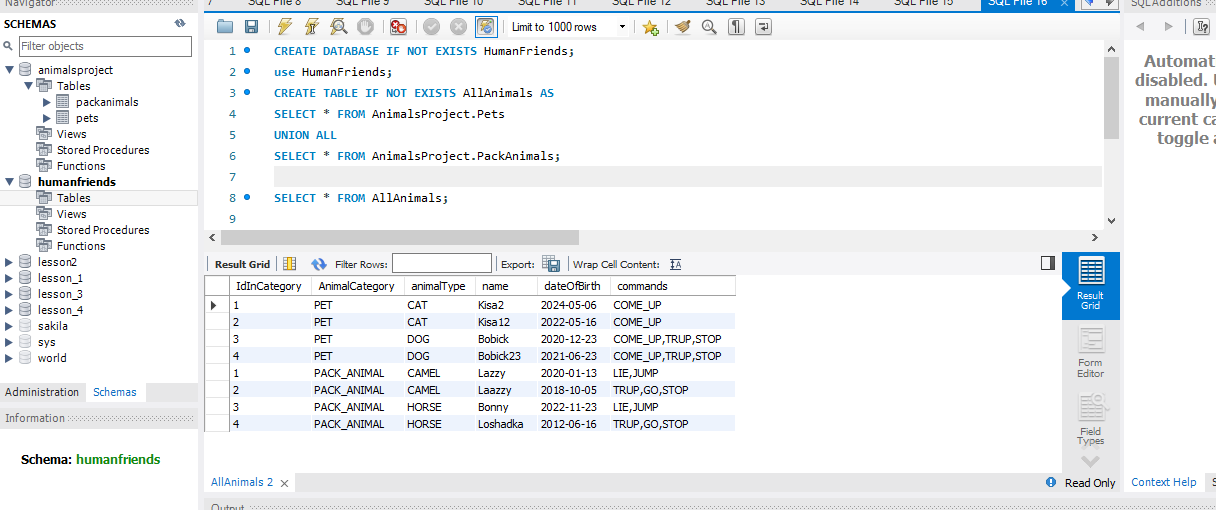 Navigator
SCHEMAS
Filter objects
animalsproject
Tables
packanimals
pets
Views
Stored Procedures
Functions
humanfriends
Tables
Views
Stored Procedures
Functions
lesson2
lesson_1
lesson_3
lesson_4
sakila
sys
world
Administration Schemas
Information
Schema: humanfriends
7 SQL File 8 SQL File 9 SQL File 10 SQL File 11 SQL File 12 SQL File 13 SQL File 14 SQL File 15 SQL File 16
Limit to 1000 rows
1 CREATE DATABASE IF NOT EXISTS HumanFriends;
2 use HumanFriends;
3 CREATE TABLE IF NOT EXISTS AllAnimals AS
4 SELECT * FROM AnimalsProject.Pets
5 UNION ALL
6 SELECT * FROM AnimalsProject.PackAnimals;
7
8 SELECT * FROM AllAnimals;
9
Result Grid Filter Rows: Export: Wrap Cell Content: IA
IdInCategory AnimalCategory animalType name dateOfBirth commands
1 PET CAT Kisa2 2024-05-06 COME_UP
2 PET CAT Kisa12 2022-05-16 COME_UP
3 PET DOG Bobick 2020-12-23 COME_UP,TRUP,STOP
4 PET DOG Bobick23 2021-06-23 COME_UP,TRUP,STOP
1 PACK_ANIMAL CAMEL Lazzy 2020-01-13 LIE,JUMP
2 PACK_ANIMAL CAMEL Laazzy 2018-10-05 TRUP,GO,STOP
3 PACK_ANIMAL HORSE Bonny 2022-11-23 LIE,JUMP
4 PACK_ANIMAL HORSE Loshadka 2012-06-16 TRUP,GO,STOP
Result
Grid
Form
Editor
Field
Types
AllAnimals 2
Read Only
Output
SQLAdditions
Automat
disabled. U
manually
current ca
toggle a
Context Help S